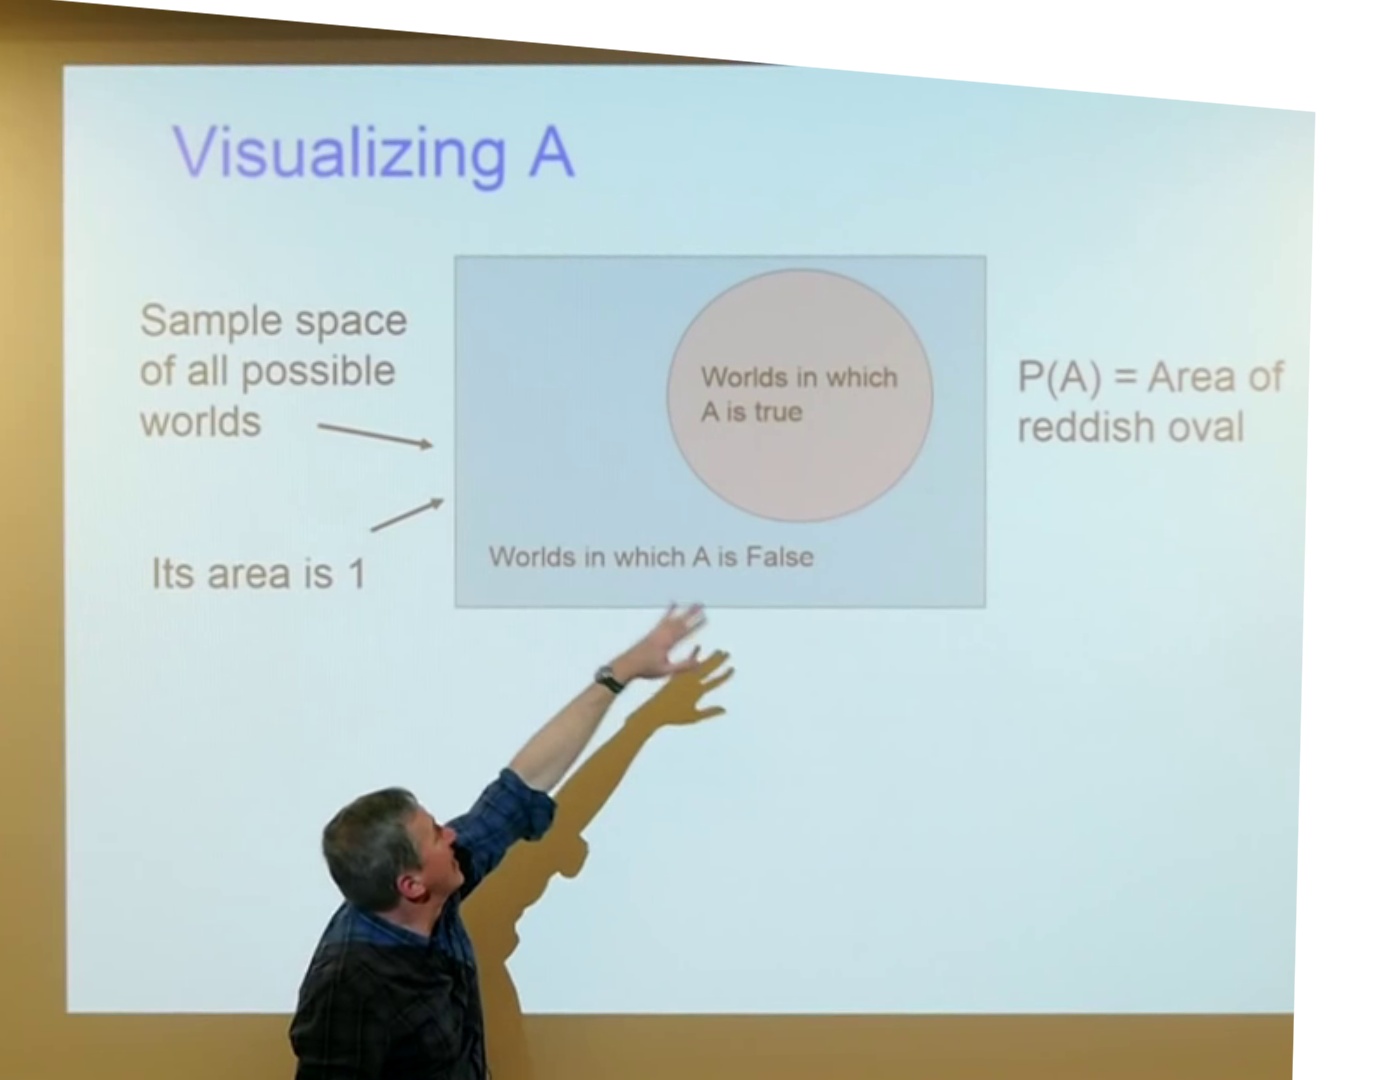 Visualizing A
Sample space
of all possible
worlds
Its area is 1
Worlds in which
A is true
Worlds in which A is False
P(A) = Area of
reddish oval